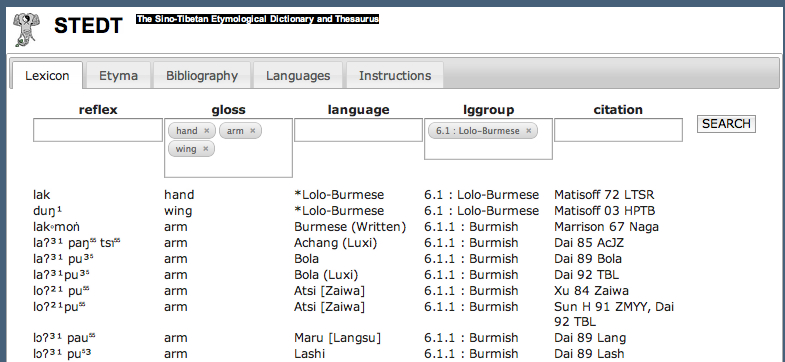 STEDT The Sino-Tibetan Etymological Dictionary and Thesaurus
Lexicon Etyma Bibliography Languages Instructions
reflex gloss language lggroup citation
hand × arm × 6.1 : Lolo-Burmese × SEARCH
wing ×
lak hand *Lolo-Burmese 6.1 : Lolo-Burmese Matisoff 72 LTSR
duŋ¹ wing *Lolo-Burmese 6.1 : Lolo-Burmese Matisoff 03 HPTB
lak◦moṅ arm Burmese (Written) 6.1.1 : Burmish Marrison 67 Naga
laʔ³¹ paŋ⁵⁵ tsɿ⁵⁵ arm Achang (Luxi) 6.1.1 : Burmish Dai 85 AcJZ
laʔ³¹ pu³⁵ arm Bola 6.1.1 : Burmish Dai 89 Bola
laʔ³¹pu³⁵ arm Bola (Luxi) 6.1.1 : Burmish Dai 92 TBL
loʔ²¹ pu⁵⁵ arm Atsi [Zaiwa] 6.1.1 : Burmish Xu 84 Zaiwa
loʔ²¹pu⁵⁵ arm Atsi [Zaiwa] 6.1.1 : Burmish Sun H 91 ZMYY, Dai
92 TBL
lɔʔ³¹ pau⁵⁵ arm Maru [Langsu] 6.1.1 : Burmish Dai 89 Lang
lɔʔ³¹ pu⁵³ arm Lashi 6.1.1 : Burmish Dai 89 Lash